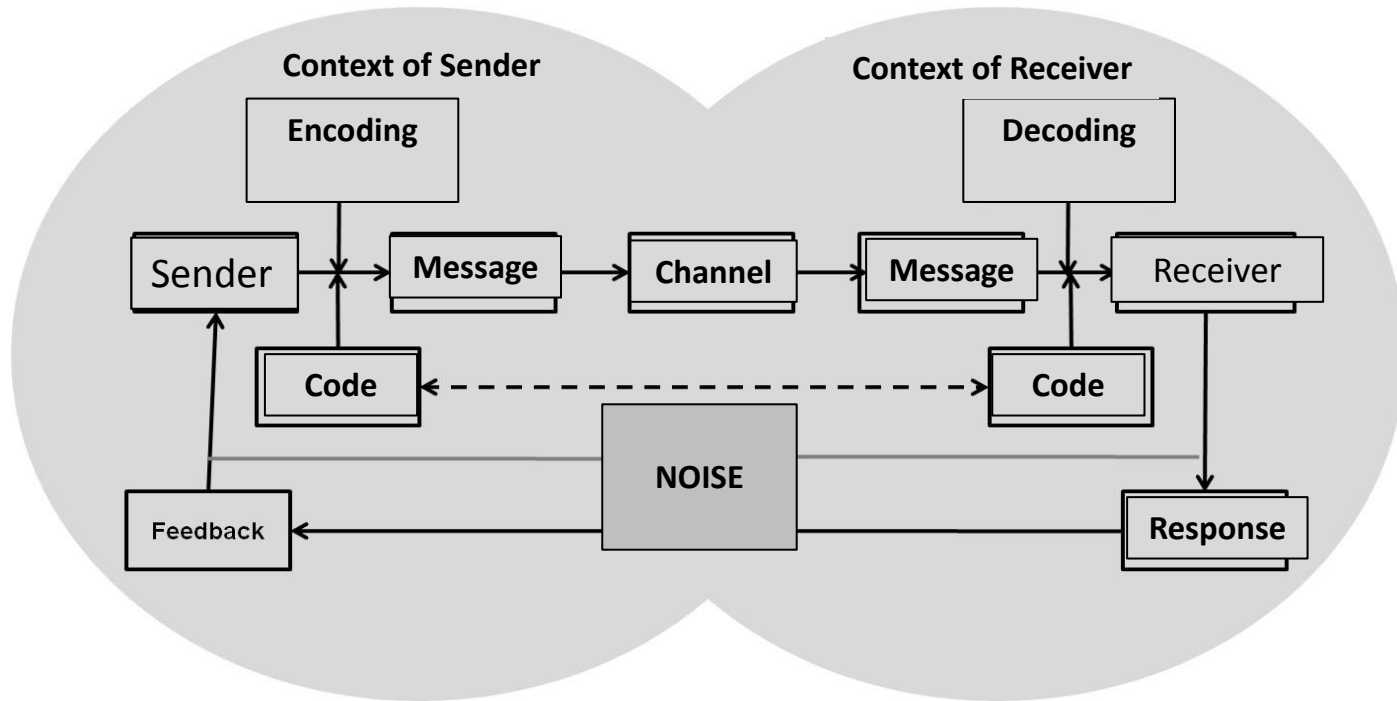 Context of Sender
Context of Receiver
Encoding
Decoding
Sender
Message
Channel
Message
Receiver
Code
Code
NOISE
Feedback
Response